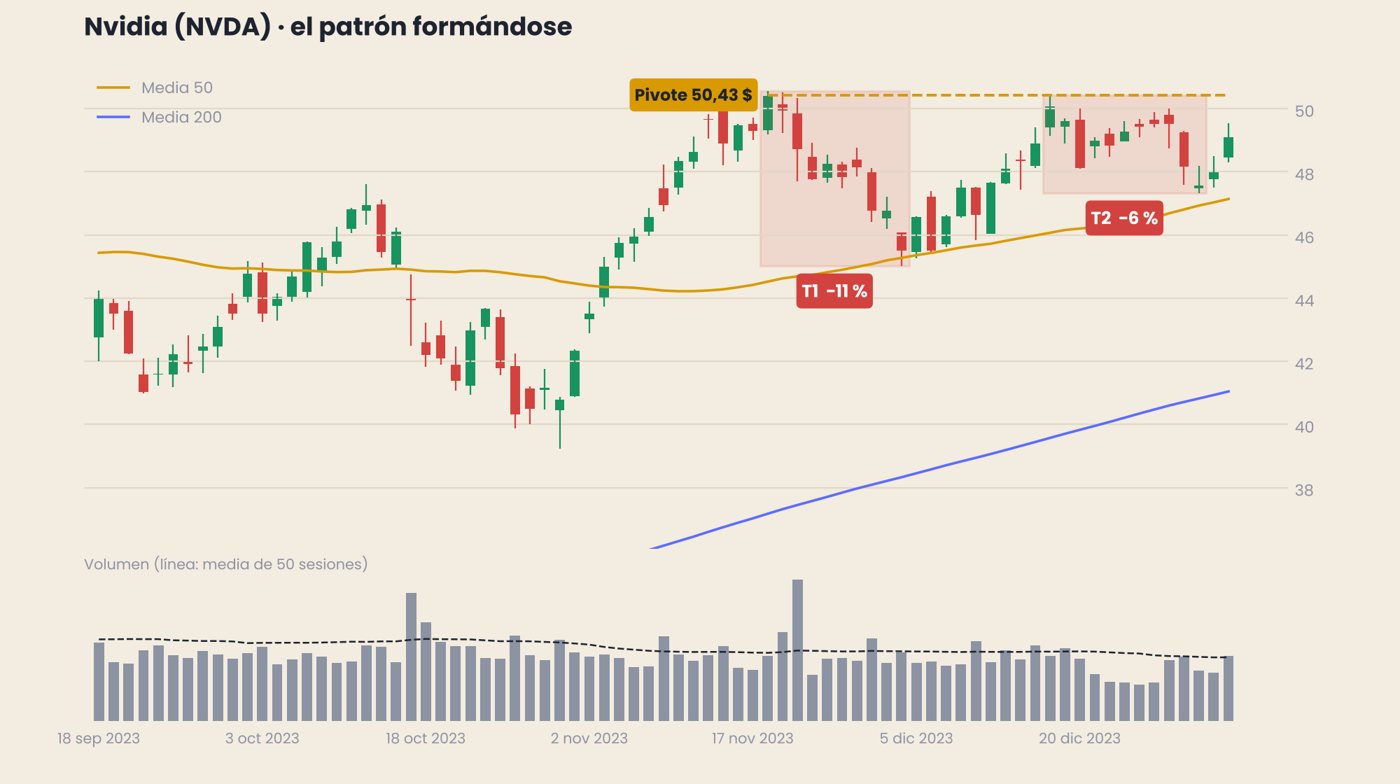 Nvidia (NVDA) · el patrón formándose
Media 50
Media 200
Pivote 50,43 $
T1 -11 %
T2 -6 %
50
48
46
44
42
40
38
Volumen (línea: media de 50 sesiones)
18 sep 2023
3 oct 2023
18 oct 2023
2 nov 2023
17 nov 2023
5 dic 2023
20 dic 2023